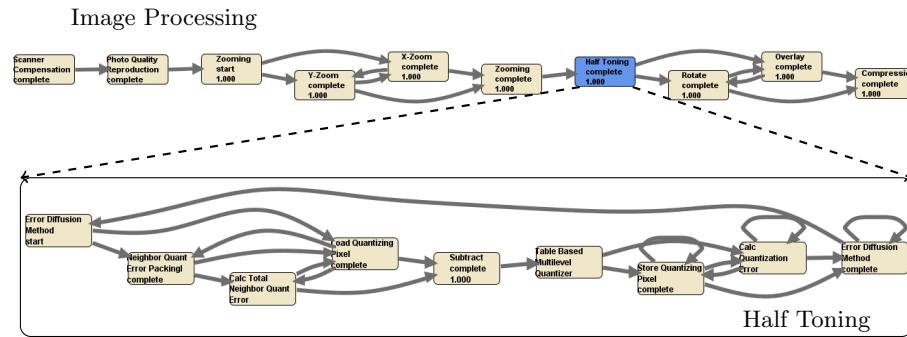 Image Processing
Scanner
Compensation
complete
Photo Quality
Reproduction
complete
Zooming
start
1.000
Y-Zoom
complete
1.000
X-Zoom
complete
1.000
Zooming
complete
1.000
Half Toning
complete
1.000
Rotate
complete
1.000
Overlay
complete
1.000
Compressio
complete
1.000
Error Diffusion
Method
start
Neighbor Quant
Error Packingl
complete
Calc Total
Neighbor Quant
Error
Load Quantizing
Pixel
complete
Subtract
complete
1.000
Table Based
Multilevel
Quantizer
Store Quantizing
Pixel
complete
Calc
Quantization
Error
Error Diffusion
Method
complete
Half Toning